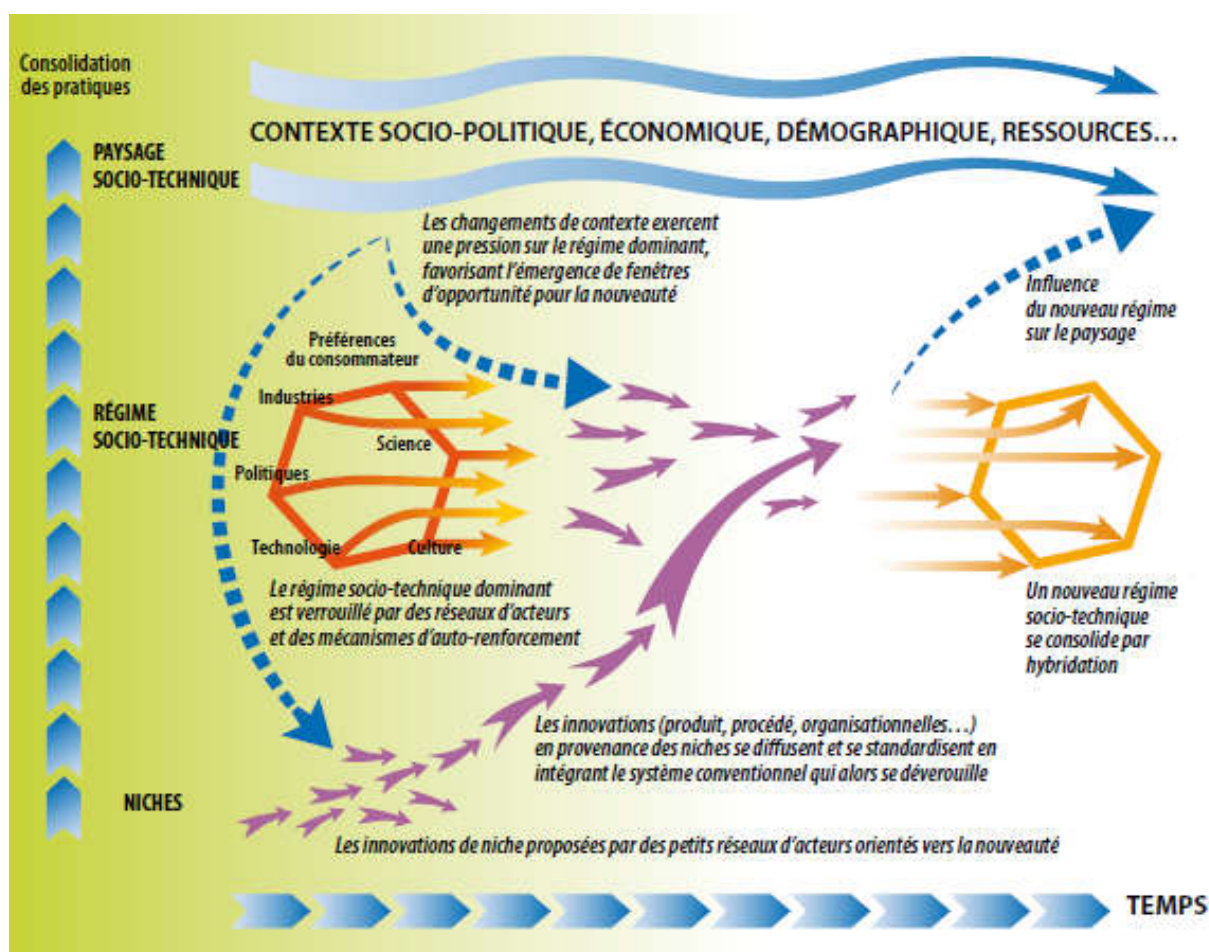 Consolidation
des pratiques
CONTEXTE SOCIO-POLITIQUE, ÉCONOMIQUE, DÉMOGRAPHIQUE, RESSOURCES...
PAYSAGE
SOCIO-TECHNIQUE
Les changements de contexte exercent
une pression sur le régime dominant,
favorisant l'émergence de fenêtres
d'opportunité pour la nouveauté
Influence
du nouveau régime
sur le paysage
Préférences
du consommateur
Industries
RÉGIME
SOCIO-TECHNIQUE
Science
Politiques
Technologie
Culture
Le régime socio-technique dominant
est verrouillé par des réseaux d'acteurs
et des mécanismes d'auto-renforcement
Un nouveau régime
socio-technique
se consolide par
hybridation
Les innovations (produit, procédé, organisationnelles...)
en provenance des niches se diffusent et se standardisent en
intégrant le système conventionnel qui alors se déverouille
NICHES
Les innovations de niche proposées par des petits réseaux d'acteurs orientés vers la nouveauté
TEMPS